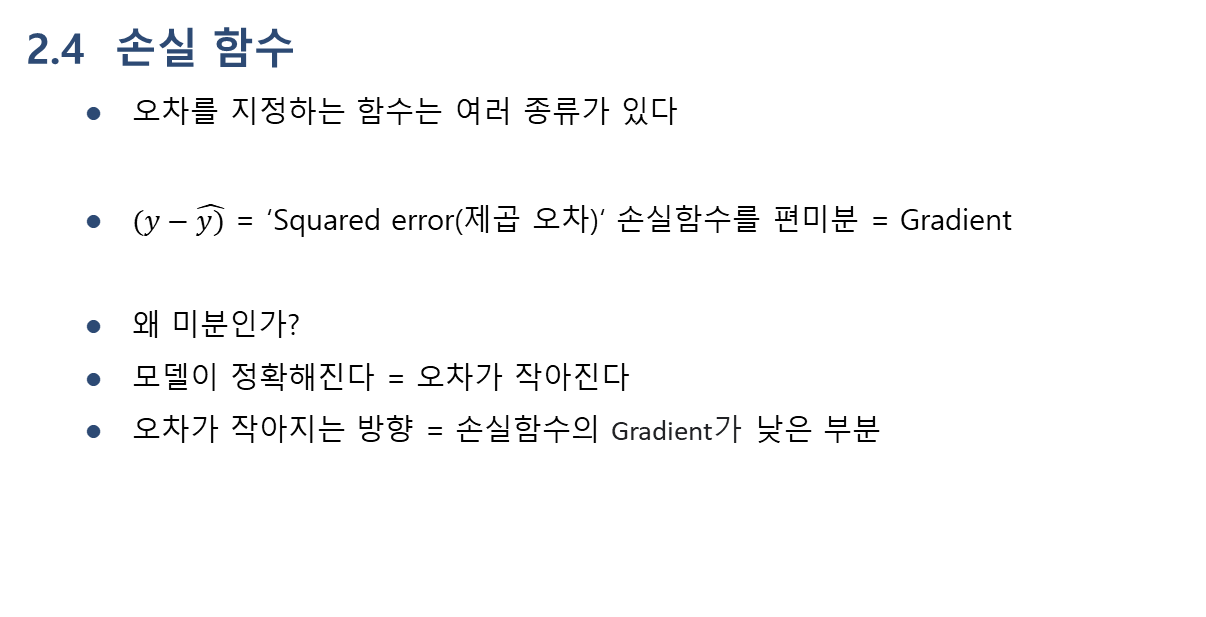 2.4 손실 함수
● 오차를 지정하는 함수는 여러 종류가 있다
● (y − ŷ) = ‘Squared error(제곱 오차)‘ 손실함수를 편미분 = Gradient
● 왜 미분인가?
● 모델이 정확해진다 = 오차가 작아진다
● 오차가 작아지는 방향 = 손실함수의 Gradient가 낮은 부분